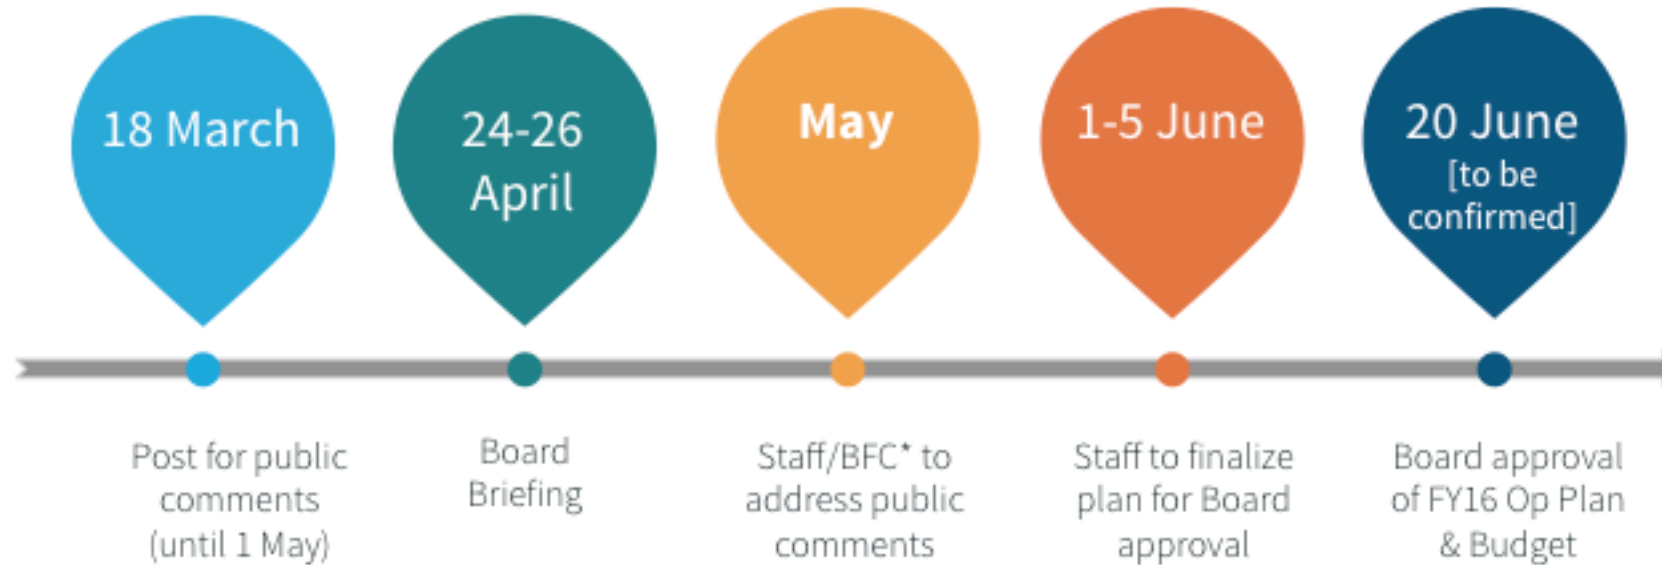 18 March
24-26
April
May
1-5 June
20 June
[to be
confirmed]
Post for public
comments
(until 1 May)
Board
Briefing
Staff/BFC* to
address public
comments
Staff to finalize
plan for Board
approval
Board approval
of FY16 Op Plan
& Budget